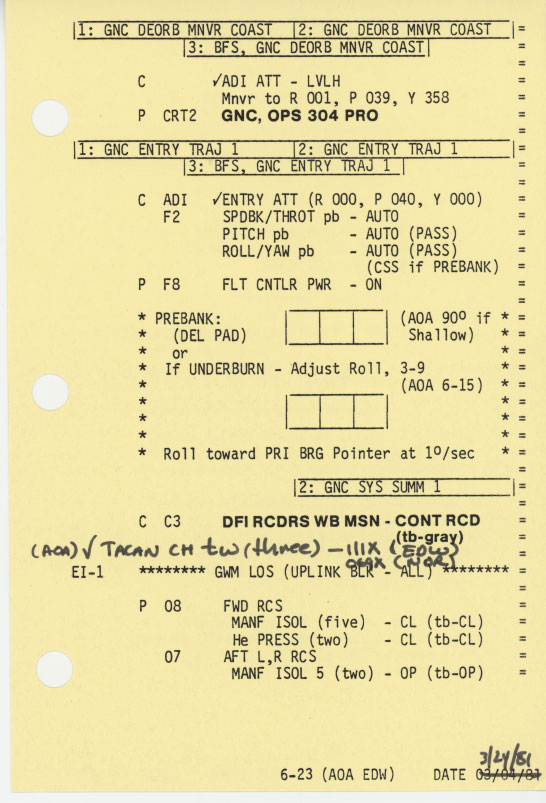 1: GNC DEORB MNVR COAST 2: GNC DEORB MNVR COAST
3: BFS, GNC DEORB MNVR COAST
C √ADI ATT - LVLH
Mnvr to R 001, P 039, Y 358
P CRT2 GNC, OPS 304 PRO
1: GNC ENTRY TRAJ 1 2: GNC ENTRY TRAJ 1
3: BFS, GNC ENTRY TRAJ 1
C ADI √ENTRY ATT (R 000, P 040, Y 000)
F2 SPDBK/THROT pb - AUTO
PITCH pb - AUTO (PASS)
ROLL/YAW pb - AUTO (PASS)
(CSS if PREBANK)
P F8 FLT CNTLR PWR - ON
* PREBANK: (AOA 90º if *
* (DEL PAD) Shallow) *
* or *
* If UNDERBURN - Adjust Roll, 3-9 *
* (AOA 6-15) *
* Roll toward PRI BRG Pointer at 1º/sec *
2: GNC SYS SUMM 1
C C3 DFI RCDRS WB MSN - CONT RCD
(tb-gray)
(AOA) √ TACAN CH tw (three) - 111X (EDW)
(NOR)
EI-1 ******** GWM LOS (UPLINK BLK - ALL) ********
P O8 FWD RCS
MANF ISOL (five) - CL (tb-CL)
He PRESS (two) - CL (tb-CL)
O7 AFT L,R RCS
MANF ISOL 5 (two) - OP (tb-OP)
3/24/81
6-23 (AOA EDW) DATE 03/04/81